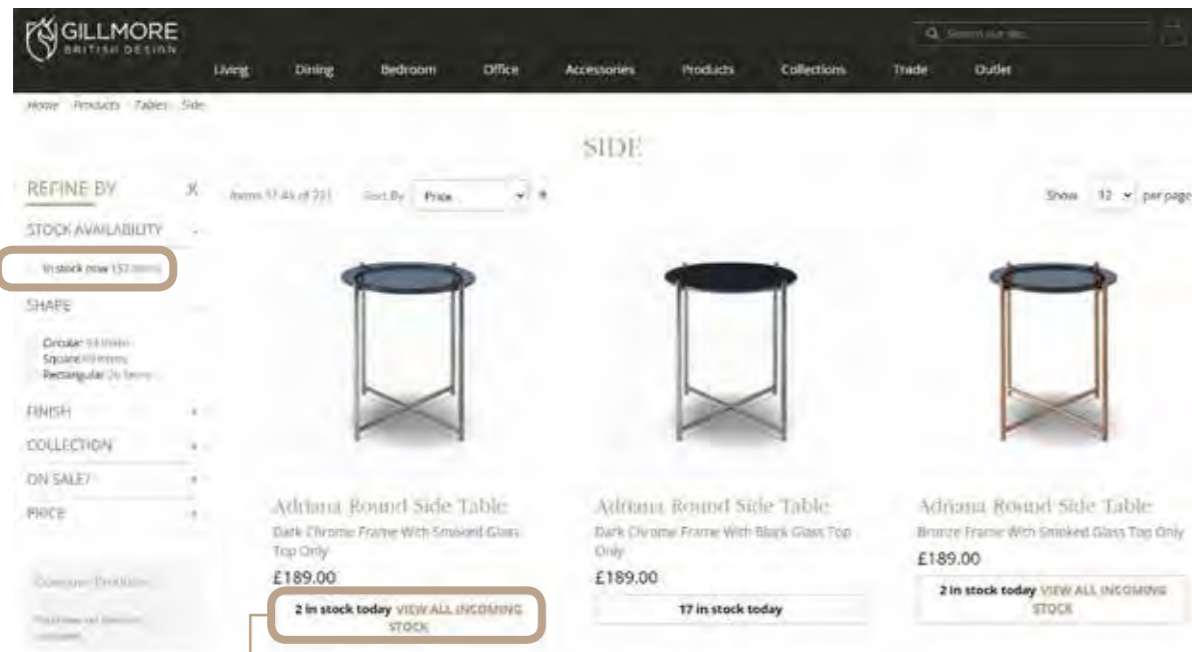 GILLMORE
BRITISH DESIGN
Living Dining Bedroom Office Accessories Products Collections Trade Outlet
Home Products Tables Side
SIDE
REFINE BY
Sort By Price
Show 12 per page
STOCK AVAILABILITY
In stock now 157 items
SHAPE
Circular
Square
Rectangular
FINISH
COLLECTION
ON SALE?
PRICE
Adriana Round Side Table
Dark Chrome Frame With Smoked Glass
Top Only
£189.00
2 in stock today VIEW ALL INCOMING
STOCK
Adriana Round Side Table
Dark Chrome Frame With Black Glass Top
Only
£189.00
17 in stock today
Adriana Round Side Table
Bronze Frame With Smoked Glass Top Only
£189.00
2 in stock today VIEW ALL INCOMING
STOCK
Compare Products